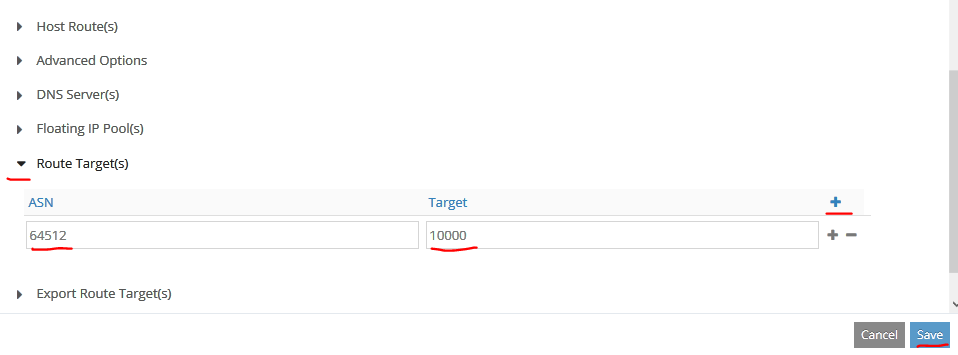 Host Route(s)
Advanced Options
DNS Server(s)
Floating IP Pool(s)
Route Target(s)
ASN Target +
64512 10000 + −
Export Route Target(s)
Cancel Save